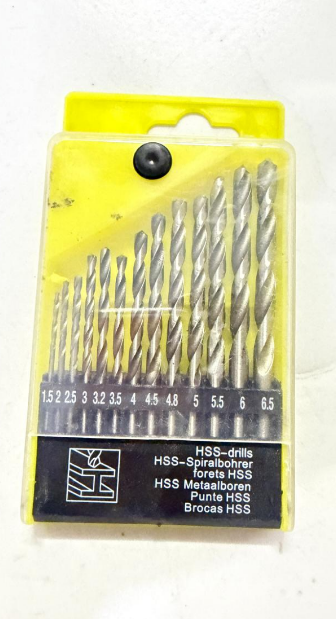 1.5 2 2.5 3 3.2 3.5 4 4.5 4.8 5 5.5 6 6.5
HSS-drills
HSS-Spiralbohrer
forets HSS
HSS Metaalboren
Punte HSS
Brocas HSS